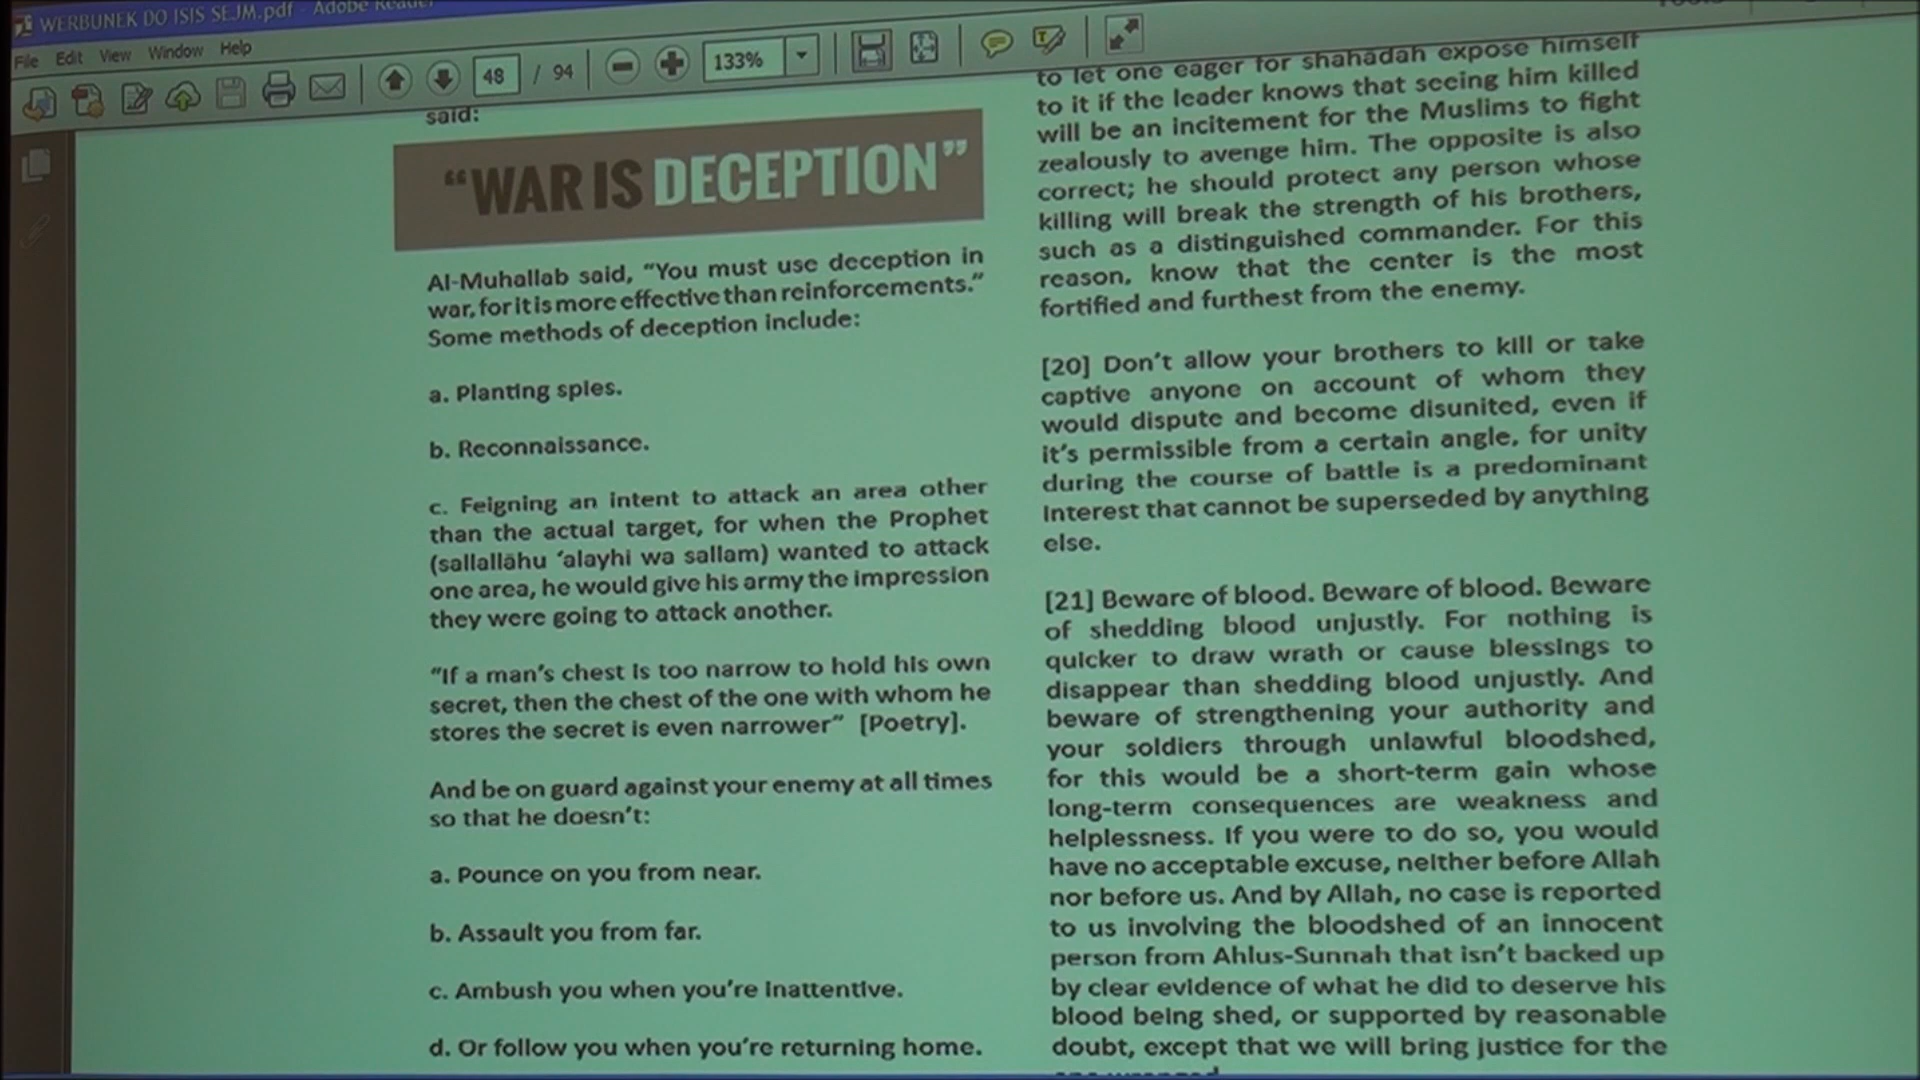 WERBUNEK DO ISIS SEJM.pdf - Adobe Reader
File Edit View Window Help
48 / 94 133%
said:
"WAR IS DECEPTION"
Al-Muhallab said, "You must use deception in
war, for it is more effective than reinforcements."
Some methods of deception include:
a. Planting spies.
b. Reconnaissance.
c. Feigning an intent to attack an area other
than the actual target, for when the Prophet
(sallallāhu 'alayhi wa sallam) wanted to attack
one area, he would give his army the impression
they were going to attack another.
"If a man's chest is too narrow to hold his own
secret, then the chest of the one with whom he
stores the secret is even narrower" [Poetry].
And be on guard against your enemy at all times
so that he doesn't:
a. Pounce on you from near.
b. Assault you from far.
c. Ambush you when you're inattentive.
d. Or follow you when you're returning home.
to let one eager for shahādah expose himself
to it if the leader knows that seeing him killed
will be an incitement for the Muslims to fight
zealously to avenge him. The opposite is also
correct; he should protect any person whose
killing will break the strength of his brothers,
such as a distinguished commander. For this
reason, know that the center is the most
fortified and furthest from the enemy.
[20] Don't allow your brothers to kill or take
captive anyone on account of whom they
would dispute and become disunited, even if
it's permissible from a certain angle, for unity
during the course of battle is a predominant
interest that cannot be superseded by anything
else.
[21] Beware of blood. Beware of blood. Beware
of shedding blood unjustly. For nothing is
quicker to draw wrath or cause blessings to
disappear than shedding blood unjustly. And
beware of strengthening your authority and
your soldiers through unlawful bloodshed,
for this would be a short-term gain whose
long-term consequences are weakness and
helplessness. If you were to do so, you would
have no acceptable excuse, neither before Allah
nor before us. And by Allah, no case is reported
to us involving the bloodshed of an innocent
person from Ahlus-Sunnah that isn't backed up
by clear evidence of what he did to deserve his
blood being shed, or supported by reasonable
doubt, except that we will bring justice for the